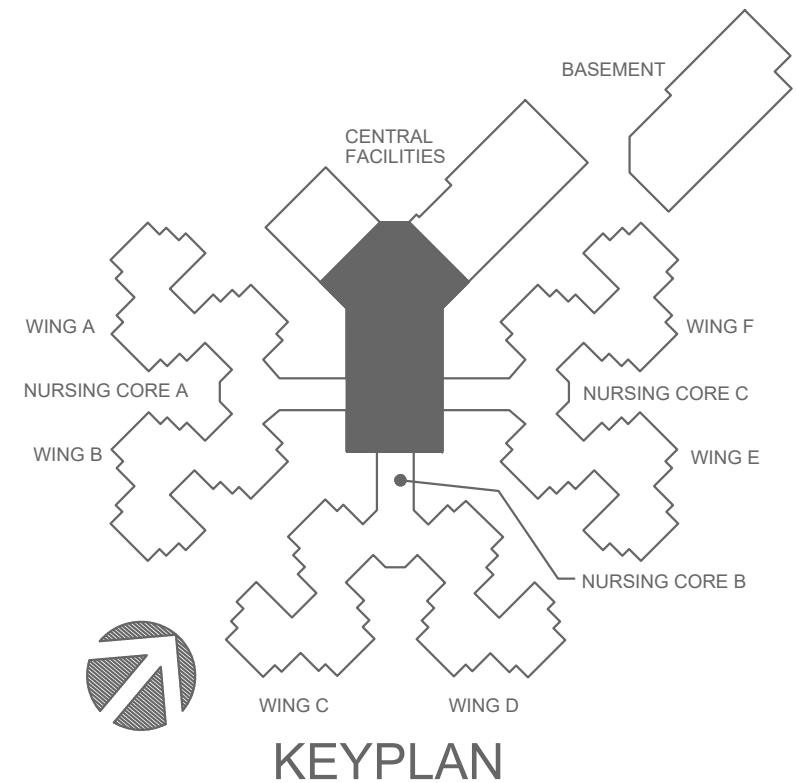 BASEMENT
CENTRAL
FACILITIES
WING A
WING F
NURSING CORE A
NURSING CORE C
WING B
WING E
NURSING CORE B
WING C
WING D
KEYPLAN